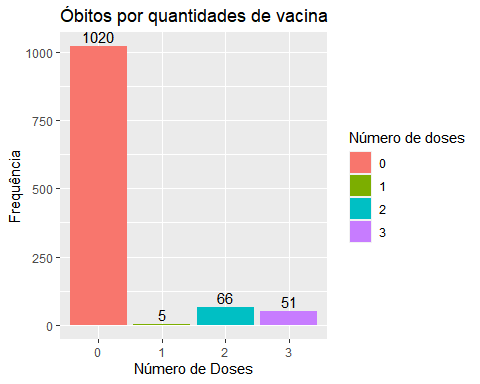 Óbitos por quantidades de vacina
Frequência
1000
750
500
250
0
1020
5
66
51
0 1 2 3
Número de Doses
Número de doses
0
1
2
3